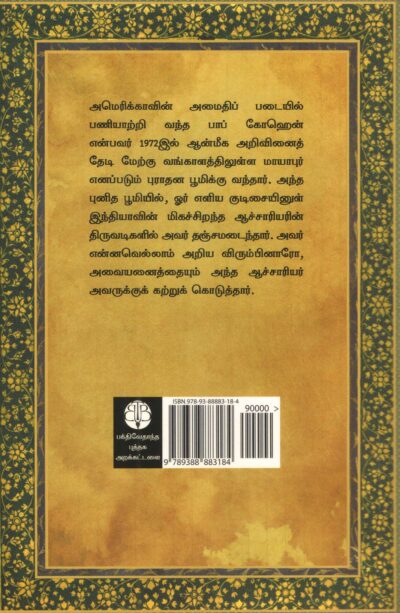 அமெரிக்காவின் அமைதிப் படையில்
பணியாற்றி வந்த பாப் கோஹென்
என்பவர் 1972இல் ஆன்மீக அறிவினைத்
தேடி மேற்கு வங்காளத்திலுள்ள மாயாபுர்
எனப்படும் புராதன பூமிக்கு வந்தார். அந்த
புனித பூமியில், ஓர் எளிய குடிசையினுள்
இந்தியாவின் மிகச்சிறந்த ஆச்சாரியரின்
திருவடிகளில் அவர் தஞ்சமடைந்தார். அவர்
என்னவெல்லாம் அறிய விரும்பினாரோ,
அவையனைத்தையும் அந்த ஆச்சாரியர்
அவருக்குக் கற்றுக் கொடுத்தார்.
ISBN 978-93-88883-18-4
90000 >
9 789388 883184
BB
பக்திவேதாந்த
புத்தக
அறக்கட்டளை